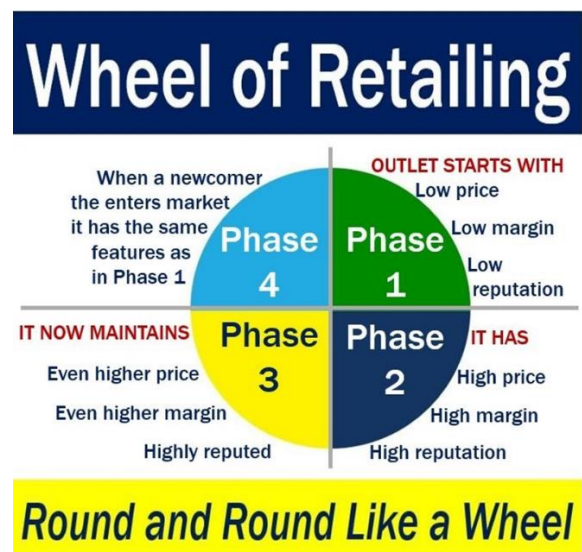 Wheel of Retailing
When a newcomer
the enters market
it has the same
features as
in Phase 1
Phase
4
OUTLET STARTS WITH
Low price
Low margin
Low
reputation
Phase
1
IT NOW MAINTAINS
Even higher price
Even higher margin
Highly reputed
Phase
3
Phase
2
IT HAS
High price
High margin
High reputation
Round and Round Like a Wheel